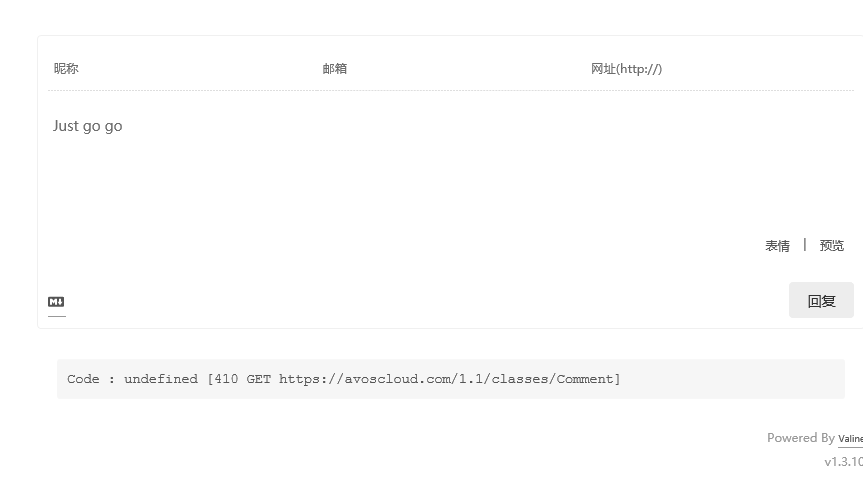 昵称 邮箱 网址(http://)
Just go go
表情 | 预览
M↓ 回复
Code : undefined [410 GET https://avoscloud.com/1.1/classes/Comment]
Powered By Valine
v1.3.10